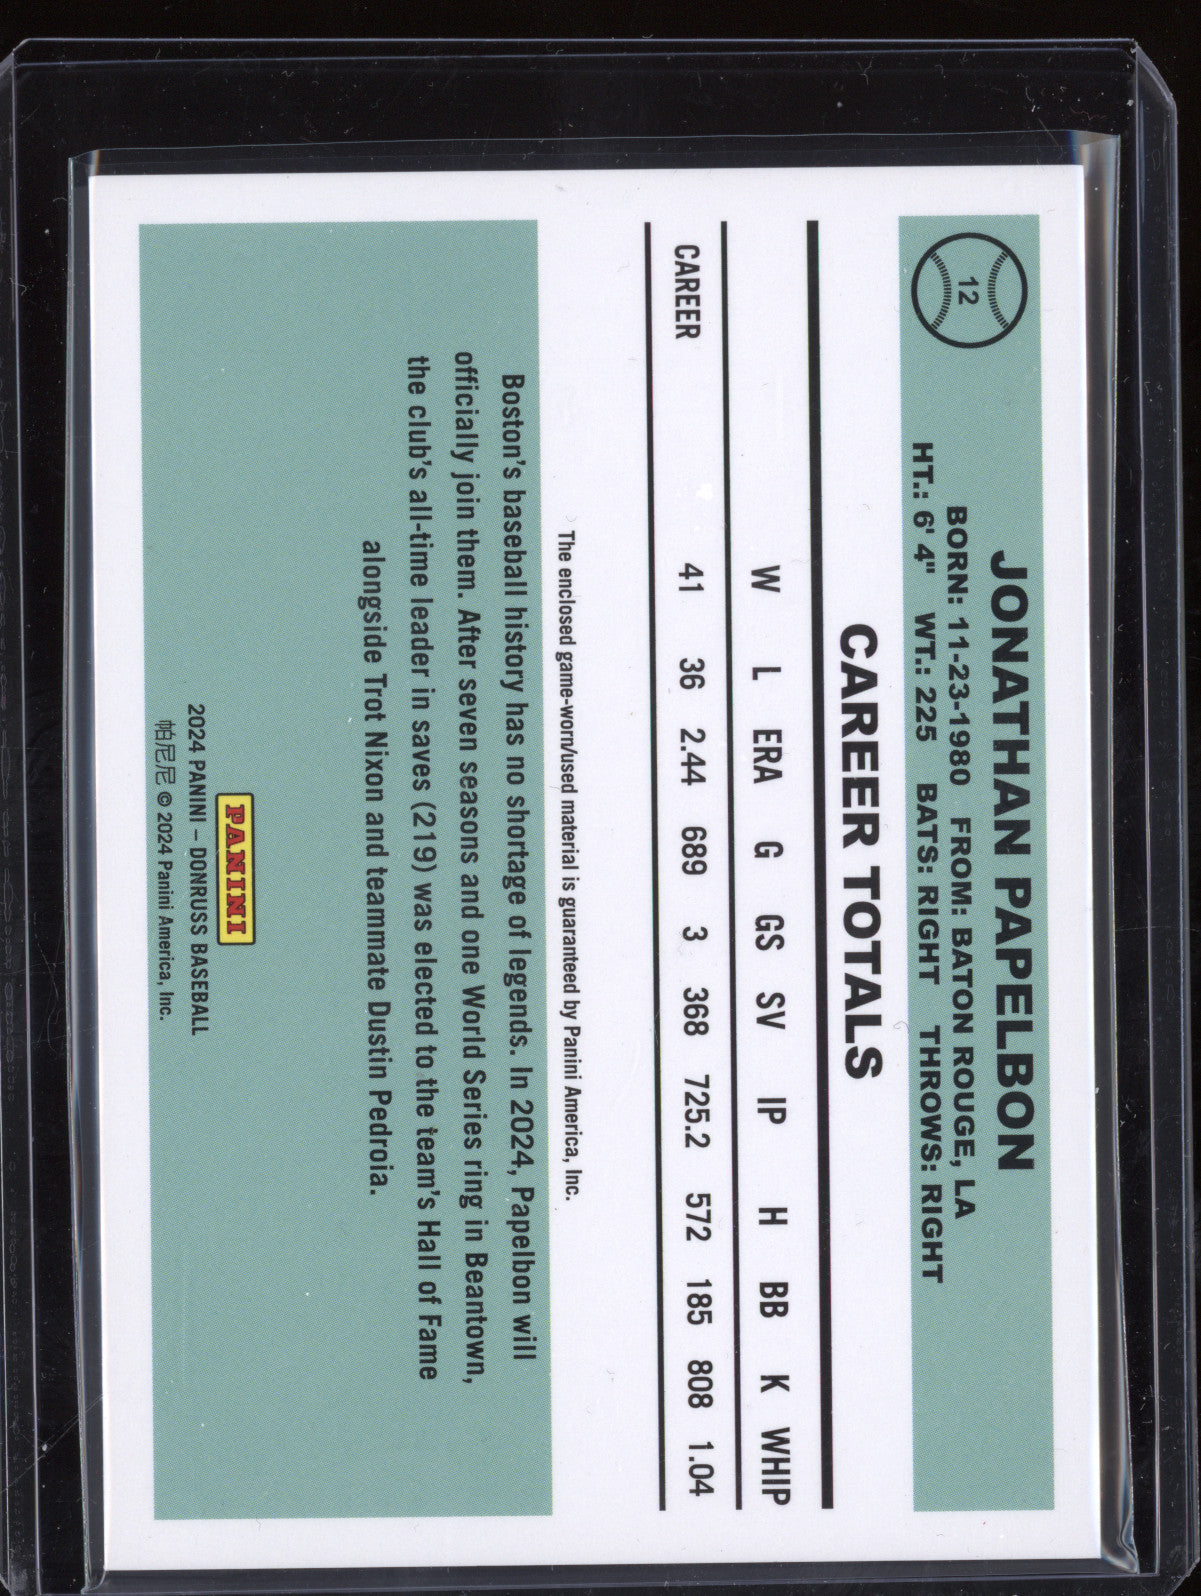 12
JONATHAN PAPELBON
BORN: 11-23-1980 FROM: BATON ROUGE, LA
HT.: 6' 4" WT.: 225 BATS: RIGHT THROWS: RIGHT
CAREER TOTALS
W L ERA G GS SV IP H BB K WHIP
CAREER 41 36 2.44 689 3 368 725.2 572 185 808 1.04
The enclosed game-worn/used material is guaranteed by Panini America, Inc.
Boston's baseball history has no shortage of legends. In 2024, Papelbon will
officially join them. After seven seasons and one World Series ring in Beantown,
the club's all-time leader in saves (219) was elected to the team's Hall of Fame
alongside Trot Nixon and teammate Dustin Pedroia.
PANINI
2024 PANINI – DONRUSS BASEBALL
帕尼尼 © 2024 Panini America, Inc.